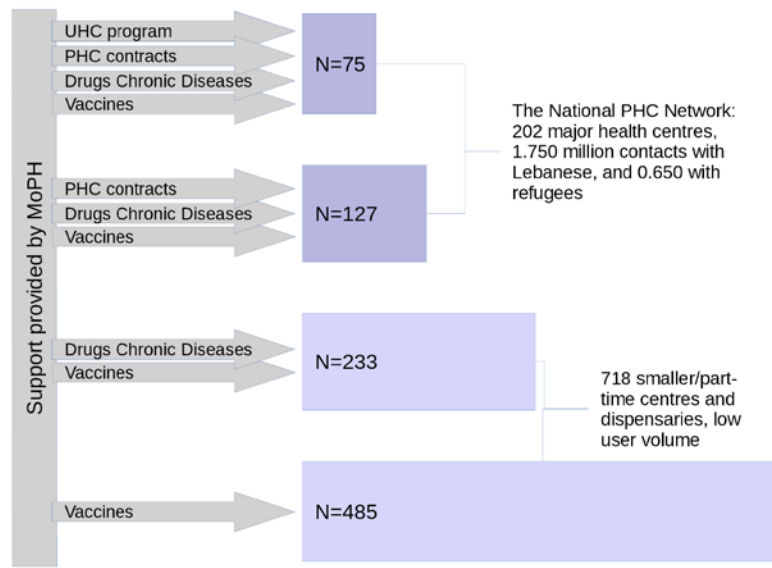 Support provided by MoPH
UHC program
PHC contracts
Drugs Chronic Diseases
Vaccines
N=75
PHC contracts
Drugs Chronic Diseases
Vaccines
N=127
The National PHC Network:
202 major health centres,
1.750 million contacts with
Lebanese, and 0.650 with
refugees
Drugs Chronic Diseases
Vaccines
N=233
Vaccines
N=485
718 smaller/part-
time centres and
dispensaries, low
user volume